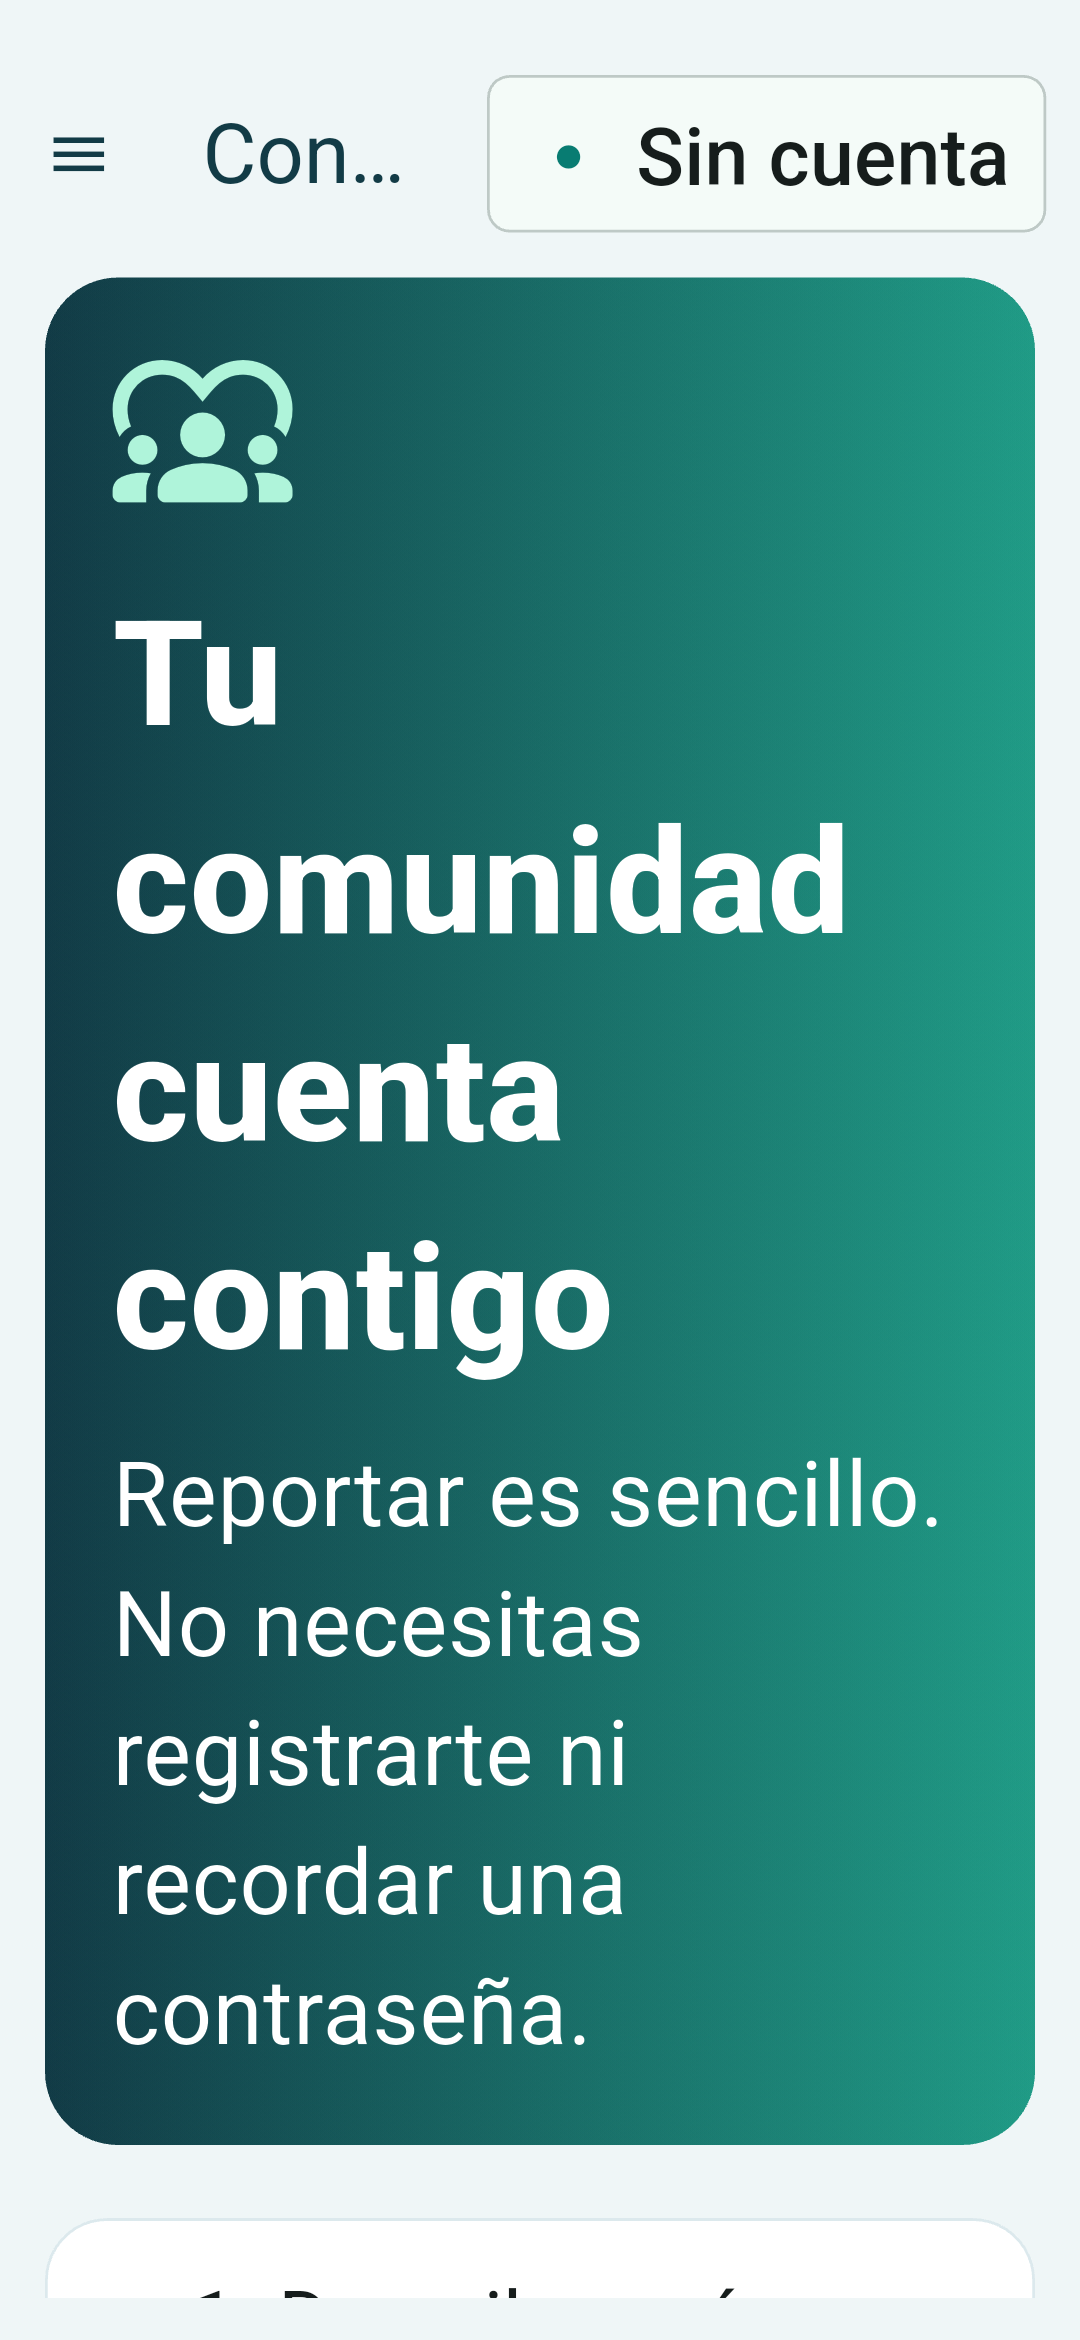 Con...
Sin cuenta
Tu
comunidad
cuenta
contigo
Reportar es sencillo.
No necesitas
registrarte ni
recordar una
contraseña.